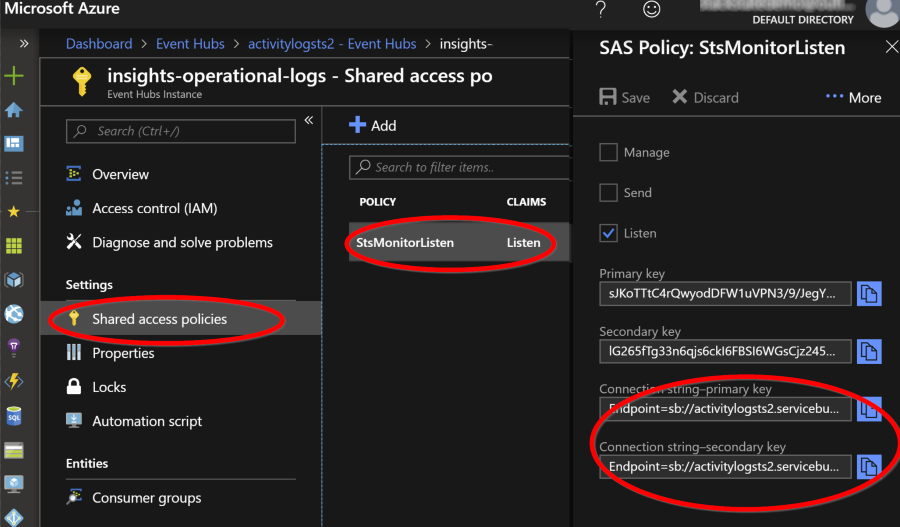 Microsoft Azure
DEFAULT DIRECTORY
Dashboard > Event Hubs > activitylogsts2 - Event Hubs > insights-
insights-operational-logs - Shared access po
Event Hubs Instance
Search (Ctrl+/)
Overview
Access control (IAM)
Diagnose and solve problems
Settings
Shared access policies
Properties
Locks
Automation script
Entities
Consumer groups
Add
Search to filter items..
POLICY CLAIMS
StsMonitorListen Listen
SAS Policy: StsMonitorListen
Save Discard ··· More
Manage
Send
Listen
Primary key
sJKoTTtC4rQwyodDFW1uVPN3/9/JegY...
Secondary key
lG265fTg33n6qjs6ckI6FBSI6WGsCjz245...
Connection string–primary key
Endpoint=sb://activitylogsts2.servicebu...
Connection string–secondary key
Endpoint=sb://activitylogsts2.servicebu...
SQL